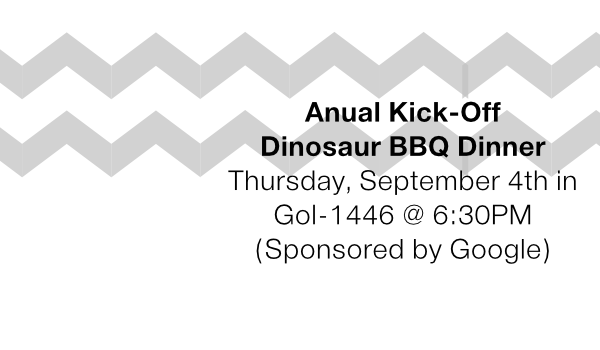 Anual Kick-Off
Dinosaur BBQ Dinner
Thursday, September 4th in
Gol-1446 @ 6:30PM
(Sponsored by Google)